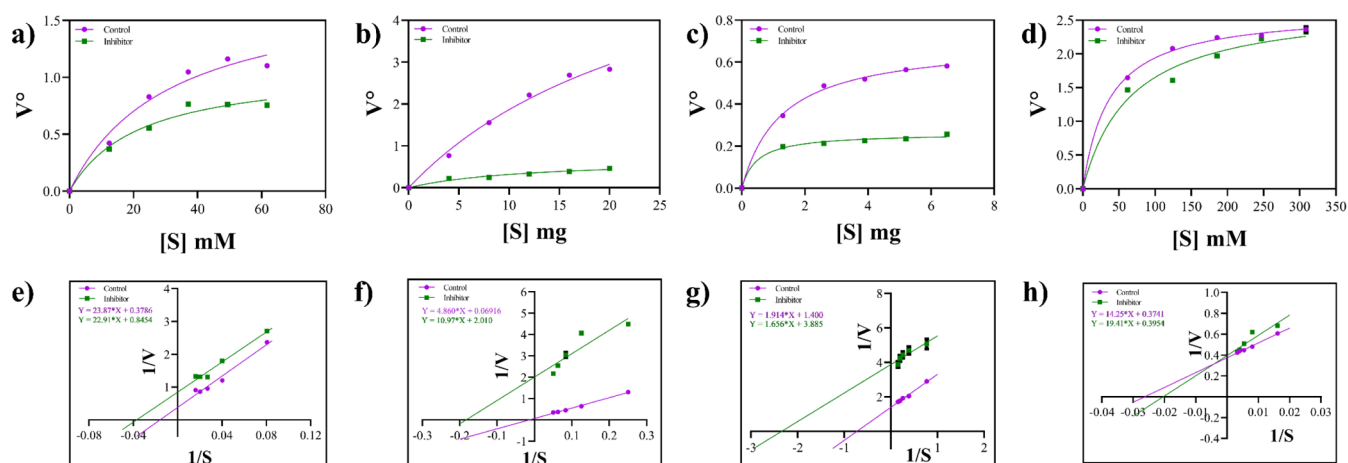 a)
1.5
1.0
0.5
0.0
V°
Control
Inhibitor
0
20
40
60
80
[S] mM
b)
4
3
2
1
0
V°
Control
Inhibitor
0
5
10
15
20
25
[S] mg
c)
0.8
0.6
0.4
0.2
0.0
V°
Control
Inhibitor
0
2
4
6
8
[S] mg
d)
2.5
2.0
1.5
1.0
0.5
0.0
V°
Control
Inhibitor
0
50
100
150
200
250
300
350
[S] mM
e)
Control
Inhibitor
Y = 23.87*X + 0.3786
Y = 22.91*X + 0.8454
4
3
2
1
1/V
-0.08
-0.04
0.04
0.08
0.12
1/S
f)
Control
Inhibitor
Y = 4.860*X + 0.06916
Y = 10.97*X + 2.010
6
5
4
3
2
1
-1
1/V
-0.3
-0.2
-0.1
0.1
0.2
0.3
1/S
g)
Control
Inhibitor
Y = 1.914*X + 1.400
Y = 1.656*X + 3.885
8
6
4
2
1/V
-3
-2
-1
1
2
1/S
h)
Control
Inhibitor
Y = 14.25*X + 0.3741
Y = 19.41*X + 0.3954
1.0
0.8
0.6
0.4
0.2
-0.2
-0.4
1/V
-0.04
-0.03
-0.02
-0.01
0.01
0.02
0.03
1/S